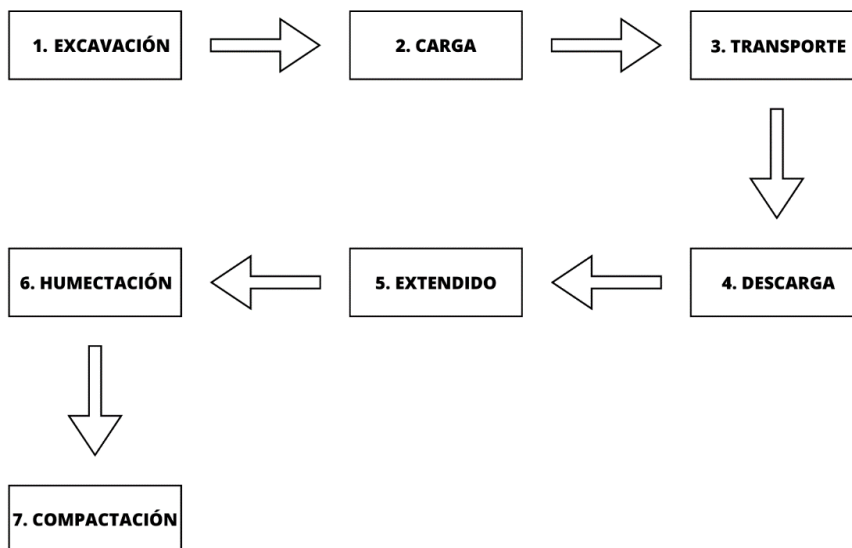 1. EXCAVACIÓN
2. CARGA
3. TRANSPORTE
4. DESCARGA
5. EXTENDIDO
6. HUMECTACIÓN
7. COMPACTACIÓN